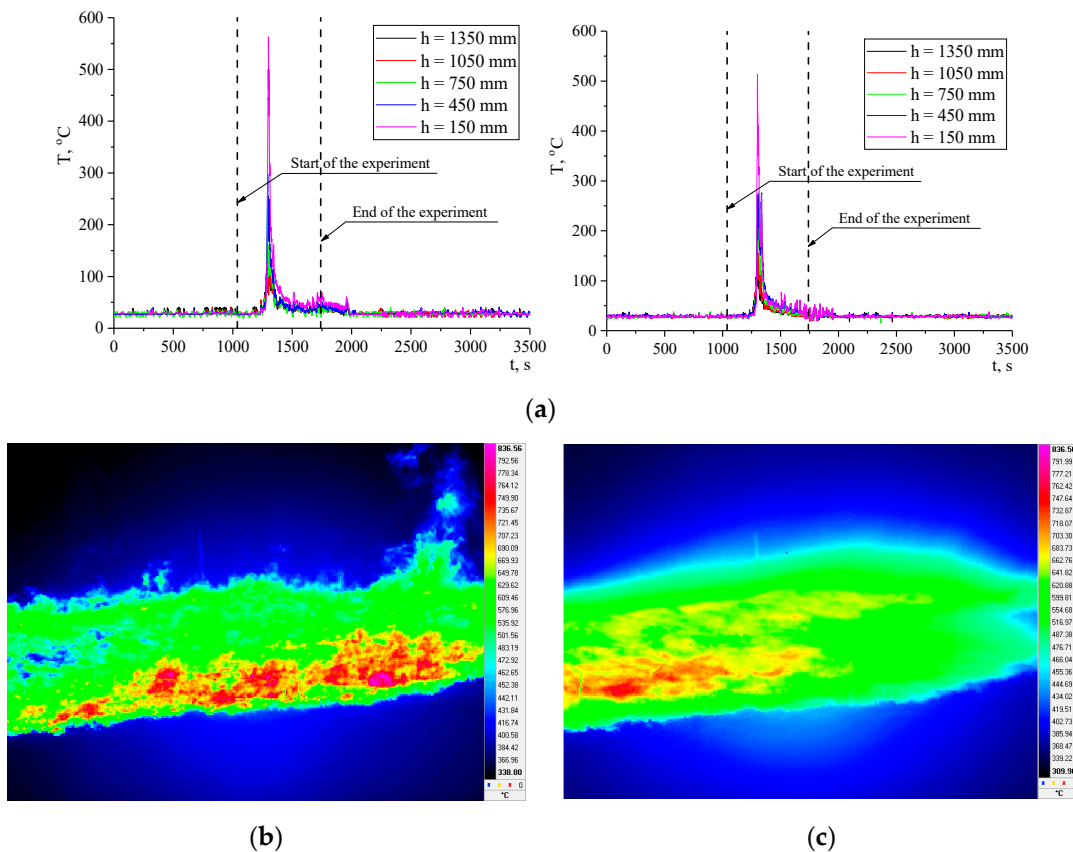 600
500
400
300
200
100
0
T, °C
0 500 1000 1500 2000 2500 3000 3500
t, s
h = 1350 mm
h = 1050 mm
h = 750 mm
h = 450 mm
h = 150 mm
Start of the experiment
End of the experiment
600
500
400
300
200
100
0
T, °C
0 500 1000 1500 2000 2500 3000 3500
t, s
h = 1350 mm
h = 1050 mm
h = 750 mm
h = 450 mm
h = 150 mm
Start of the experiment
End of the experiment
(a)
836.56
792.56
778.34
764.12
749.90
735.67
721.45
707.23
690.09
669.93
649.78
629.62
609.46
576.96
535.92
501.56
483.19
472.92
462.65
452.38
442.11
431.84
416.74
400.58
384.42
366.96
338.80
0
°C
(b)
791.99
777.21
762.42
747.64
732.87
718.07
703.30
683.73
662.76
641.82
620.88
599.81
554.68
516.97
487.38
476.71
466.04
455.36
444.69
434.02
419.51
402.73
385.94
368.47
339.22
°C
(c)